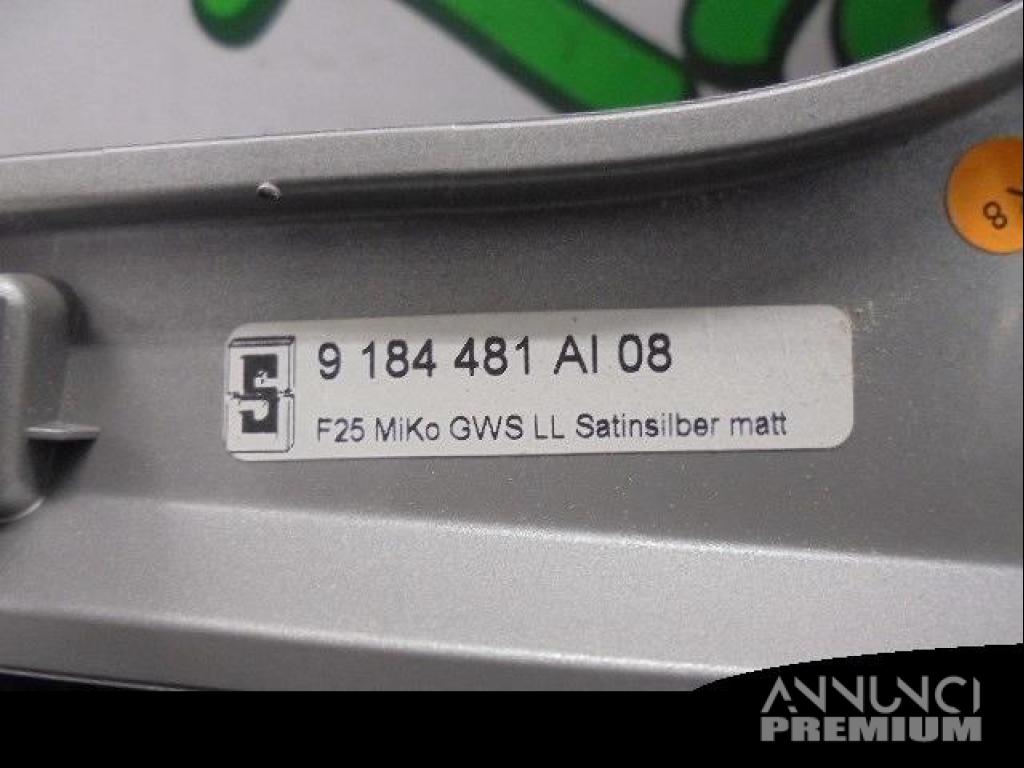 9 184 481 AI 08
F25 MiKo GWS LL Satinsilber matt
8
ANNUNCI
PREMIUM